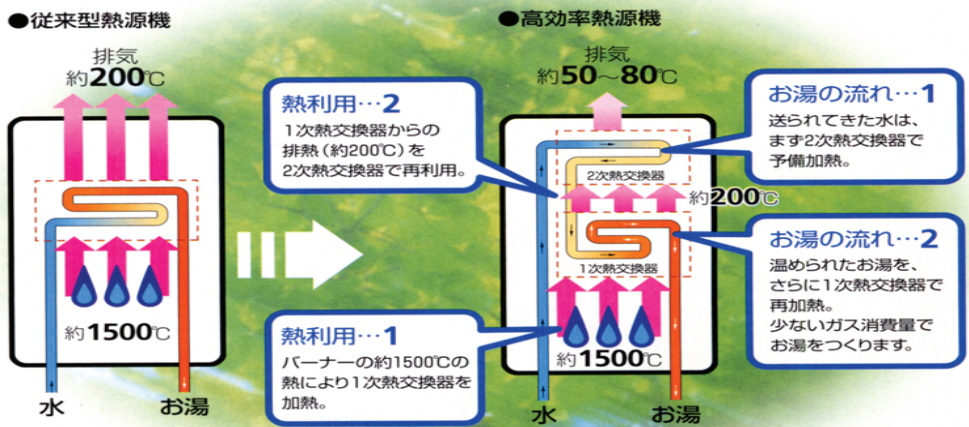 ●従来型熱源機
排気
約200℃
約1500℃
水
お湯
●高効率熱源機
排気
約50～80℃
熱利用…2
1次熱交換器からの
排熱(約200℃)を
2次熱交換器で再利用。
お湯の流れ…1
送られてきた水は、
まず2次熱交換器で
予備加熱。
2次熱交換器
約200℃
1次熱交換器
お湯の流れ…2
温められたお湯を、
さらに1次熱交換器で
再加熱。
少ないガス消費量で
お湯をつくります。
熱利用…1
バーナーの約1500℃の
熱により1次熱交換器を
加熱。
約1500℃
水
お湯